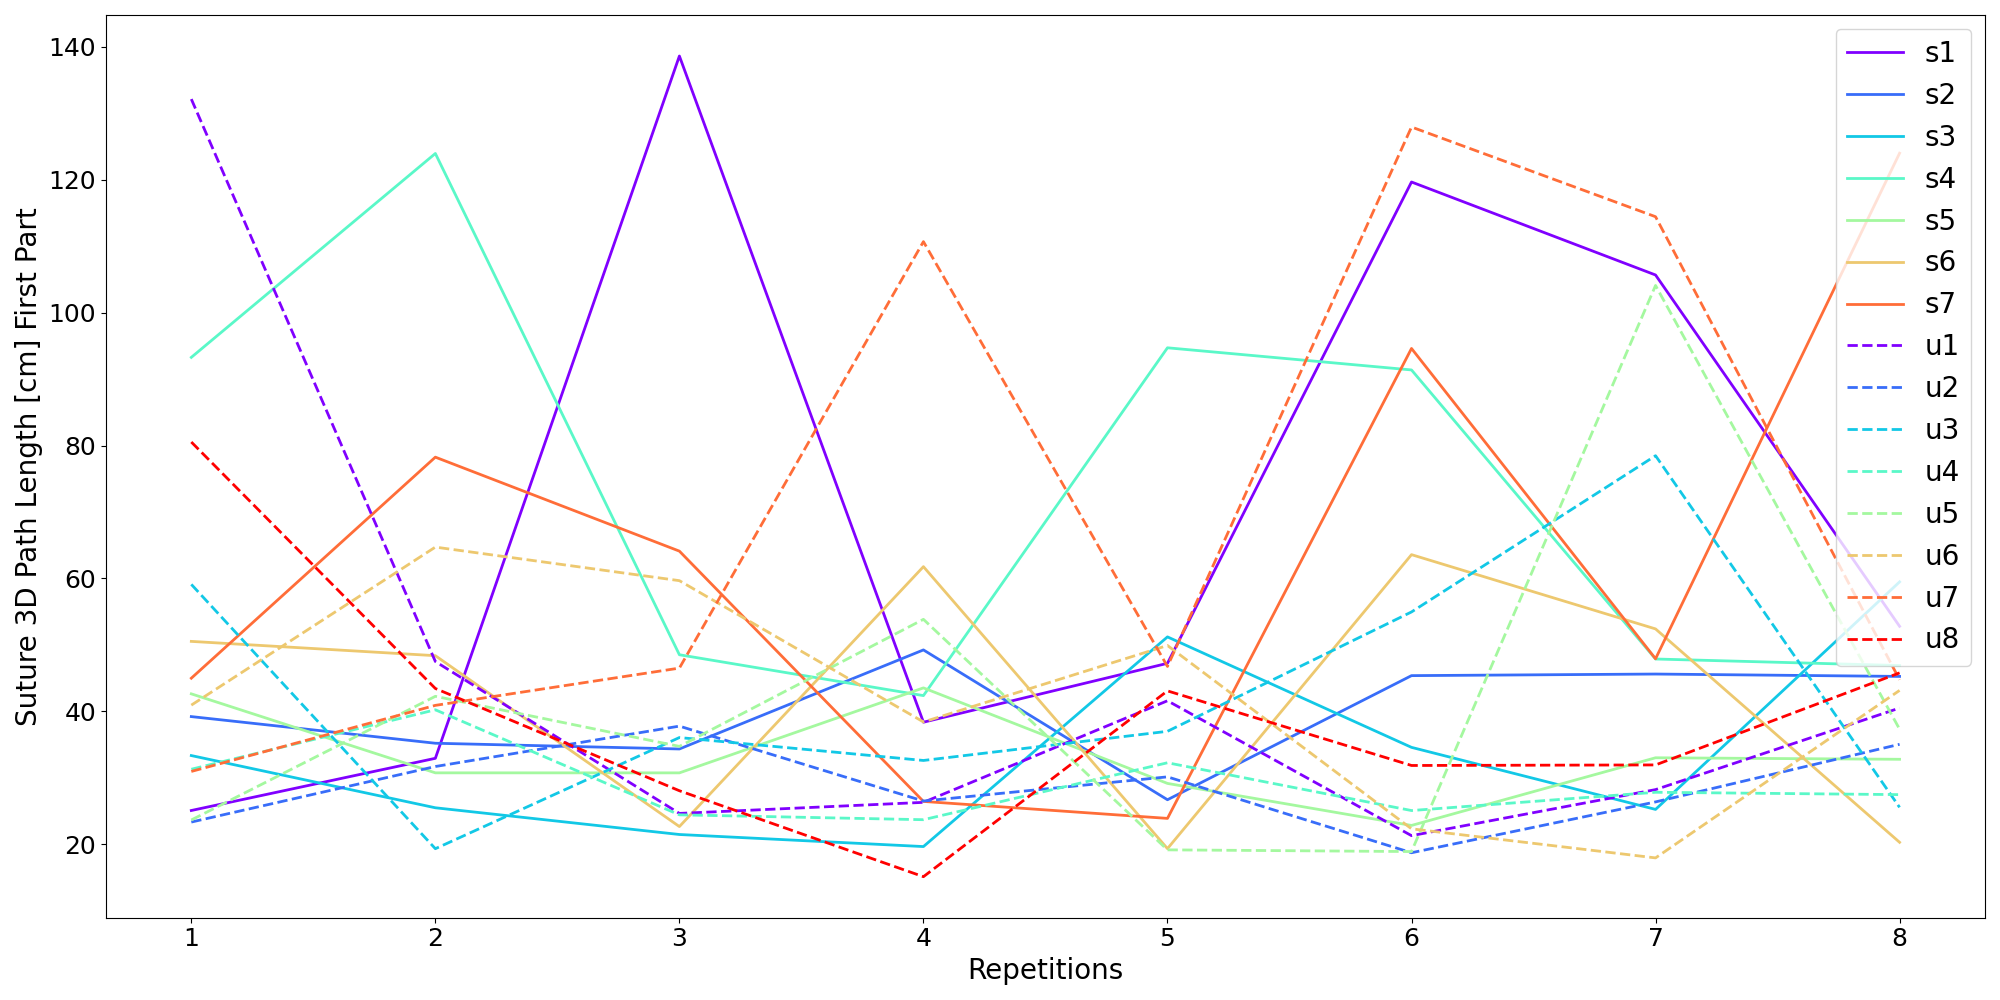 Suture 3D Path Length [cm] First Part
140
120
100
80
60
40
20
1 2 3 4 5 6 7 8
Repetitions
s1
s2
s3
s4
s5
s6
s7
u1
u2
u3
u4
u5
u6
u7
u8